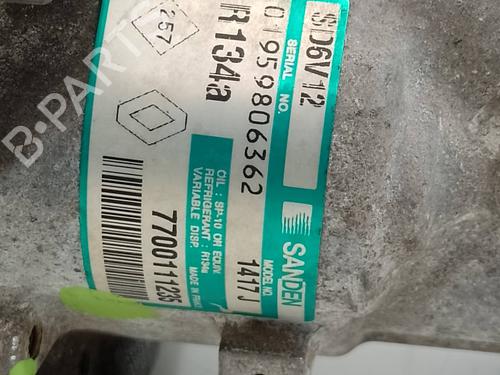 SD6V12
SERIAL NO.
01959806362
R134a
257
SANDEN
MODEL NO.
1417J
OIL : SP-10 OR EQUIV.
REFRIGERANT : R134a
VARIABLE DISP.
MADE IN
7700111235
B-PARTS